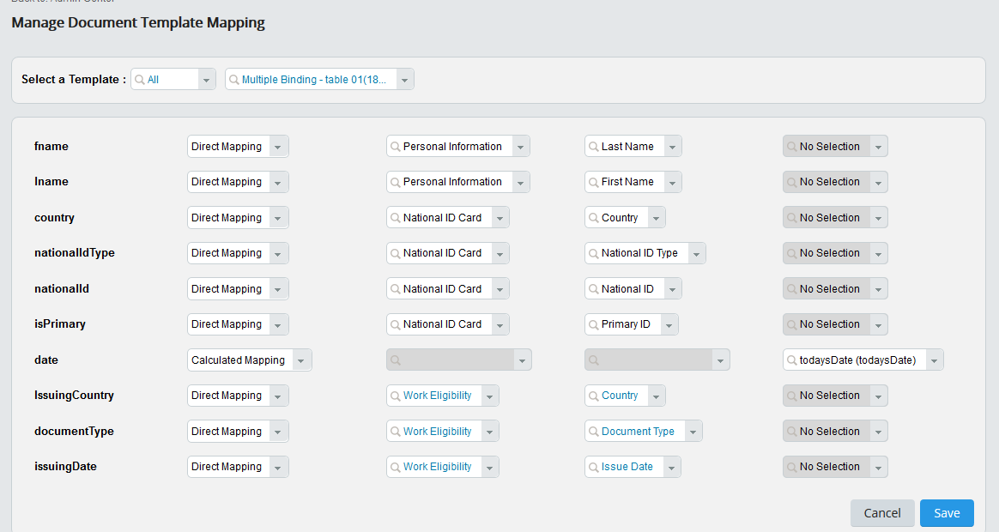 Back to: Admin Center
Manage Document Template Mapping
Select a Template : All Multiple Binding - table 01(18...
fname Direct Mapping Personal Information Last Name No Selection
lname Direct Mapping Personal Information First Name No Selection
country Direct Mapping National ID Card Country No Selection
nationalIdType Direct Mapping National ID Card National ID Type No Selection
nationalId Direct Mapping National ID Card National ID No Selection
isPrimary Direct Mapping National ID Card Primary ID No Selection
date Calculated Mapping todaysDate (todaysDate)
IssuingCountry Direct Mapping Work Eligibility Country No Selection
documentType Direct Mapping Work Eligibility Document Type No Selection
issuingDate Direct Mapping Work Eligibility Issue Date No Selection
Cancel Save